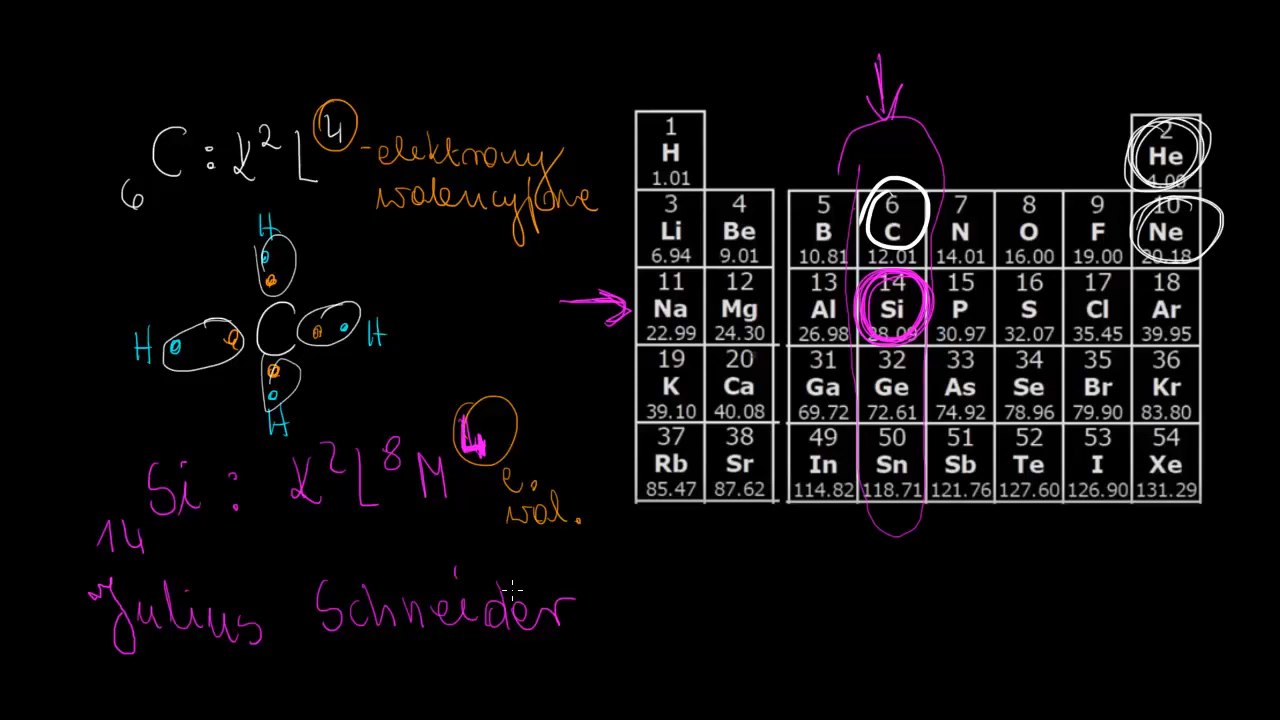 C : K² L⁴ - elektrony
walencyjne
6
H
H C H
H
Si : K² L⁸ M⁴
e.
wal.
14
Julius Schneider
1 2
H He
1.01 4.00
3 4 5 6 7 8 9 10
Li Be B C N O F Ne
6.94 9.01 10.81 12.01 14.01 16.00 19.00 20.18
11 12 13 14 15 16 17 18
Na Mg Al Si P S Cl Ar
22.99 24.30 26.98 28.09 30.97 32.07 35.45 39.95
19 20 31 32 33 34 35 36
K Ca Ga Ge As Se Br Kr
39.10 40.08 69.72 72.61 74.92 78.96 79.90 83.80
37 38 49 50 51 52 53 54
Rb Sr In Sn Sb Te I Xe
85.47 87.62 114.82 118.71 121.76 127.60 126.90 131.29